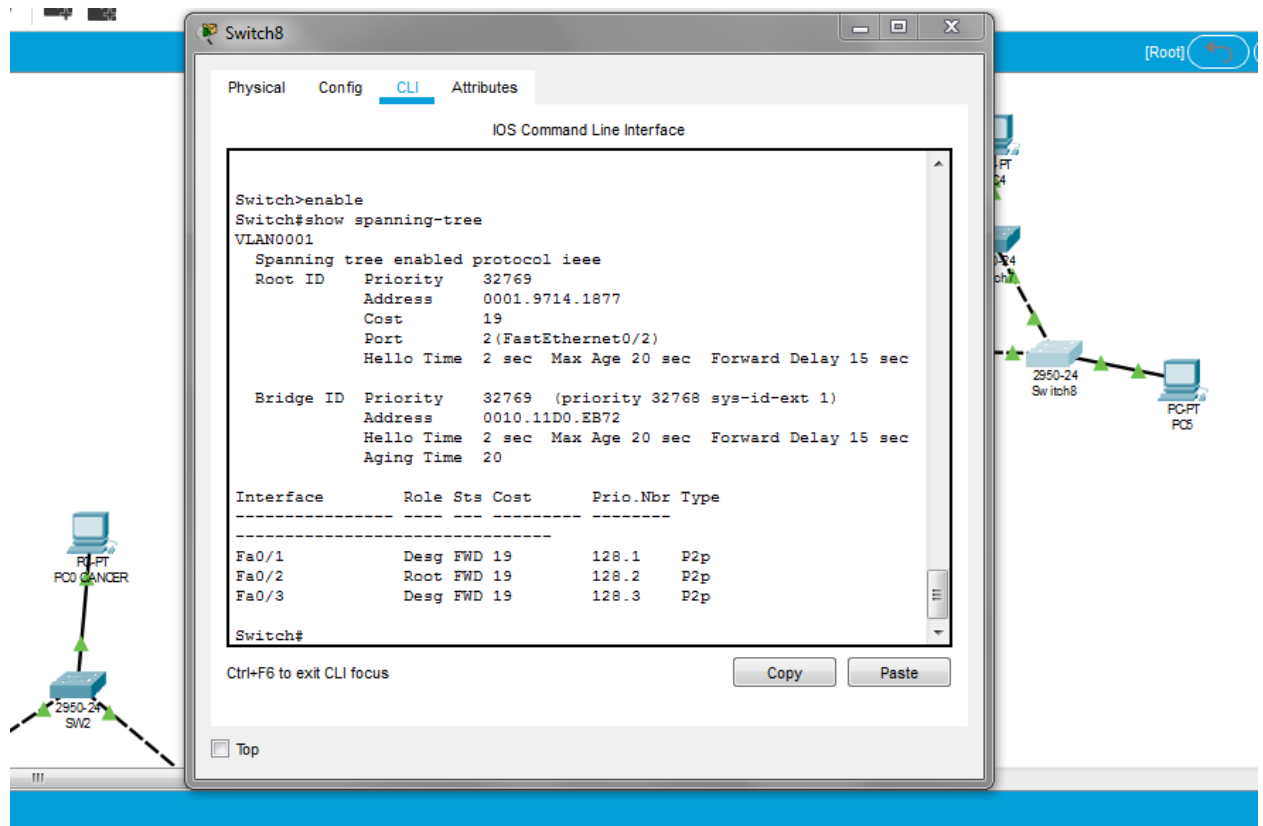 Switch8
[Root]
Physical Config CLI Attributes
IOS Command Line Interface
Switch>enable
Switch#show spanning-tree
VLAN0001
Spanning tree enabled protocol ieee
Root ID Priority 32769
Address 0001.9714.1877
Cost 19
Port 2(FastEthernet0/2)
Hello Time 2 sec Max Age 20 sec Forward Delay 15 sec
Bridge ID Priority 32769 (priority 32768 sys-id-ext 1)
Address 0010.11D0.EB72
Hello Time 2 sec Max Age 20 sec Forward Delay 15 sec
Aging Time 20
Interface Role Sts Cost Prio.Nbr Type
---------------- ---- --- --------- --------
--------------------------------
Fa0/1 Desg FWD 19 128.1 P2p
Fa0/2 Root FWD 19 128.2 P2p
Fa0/3 Desg FWD 19 128.3 P2p
Switch#
Ctrl+F6 to exit CLI focus
Copy
Paste
Top
PC-PT
PC0 CANCER
2950-24
SW2
2950-24
Switch8
PC-PT
PC5